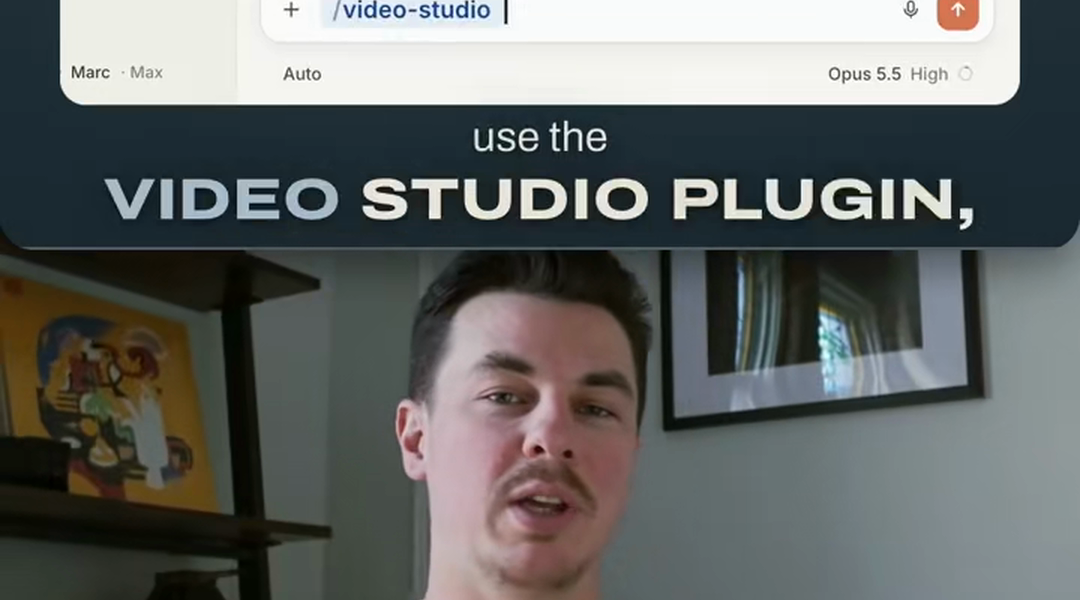 + /video-studio
Marc · Max
Auto
Opus 5.5 High
use the
VIDEO STUDIO PLUGIN,